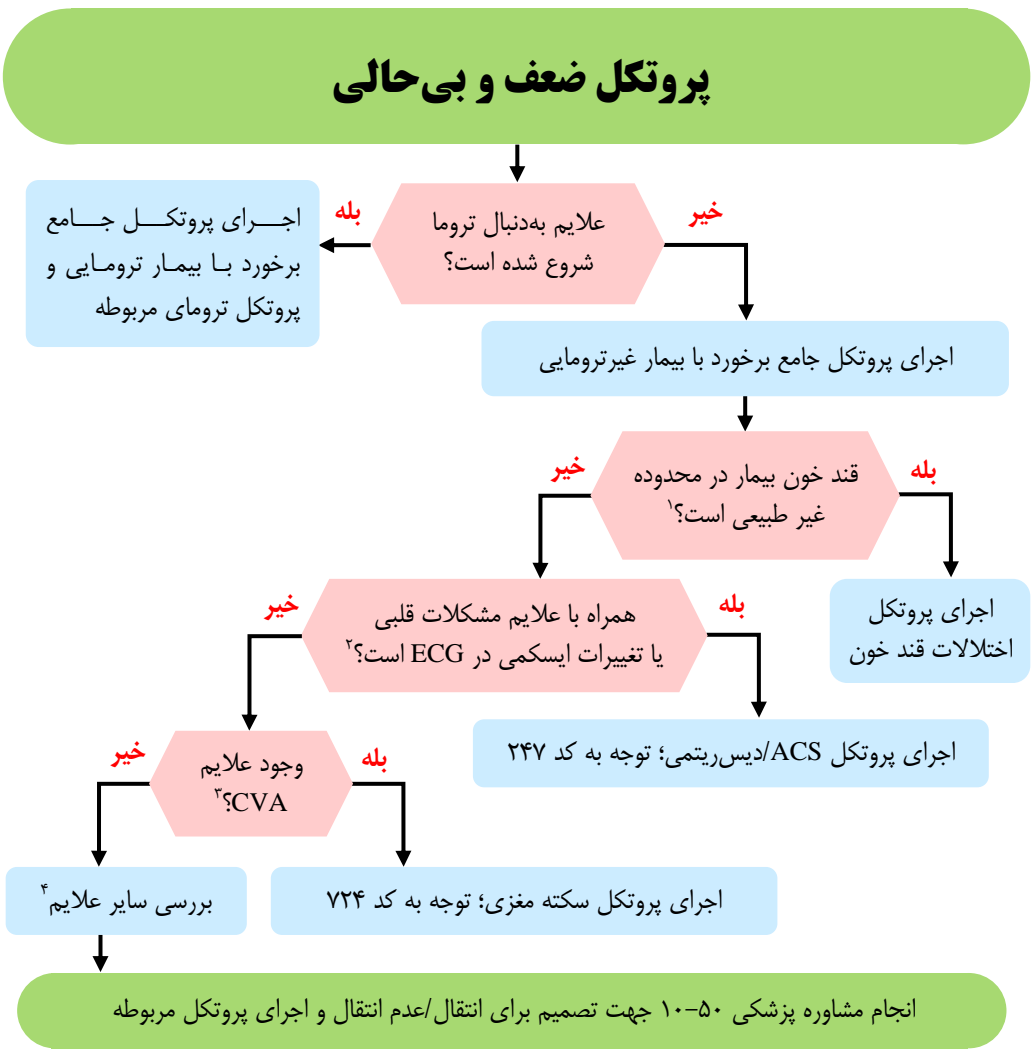 پروتکل ضعف و بی‌حالی
علایم به‌دنبال تروما
شروع شده است؟
بله
خیر
اجرای پروتکل جامع
برخورد با بیمار ترومایی و
پروتکل ترومای مربوطه
اجرای پروتکل جامع برخورد با بیمار غیرترومایی
قند خون بیمار در محدوده
غیر طبیعی است؟۱
بله
خیر
اجرای پروتکل
اختلالات قند خون
همراه با علایم مشکلات قلبی
یا تغییرات ایسکمی در ECG است؟۲
بله
خیر
اجرای پروتکل ACS/دیس‌ریتمی؛ توجه به کد ۲۴۷
وجود علایم
CVA؟۳
بله
خیر
اجرای پروتکل سکته مغزی؛ توجه به کد ۷۲۴
بررسی سایر علایم۴
انجام مشاوره پزشکی ۵۰–۱۰ جهت تصمیم برای انتقال/عدم انتقال و اجرای پروتکل مربوطه